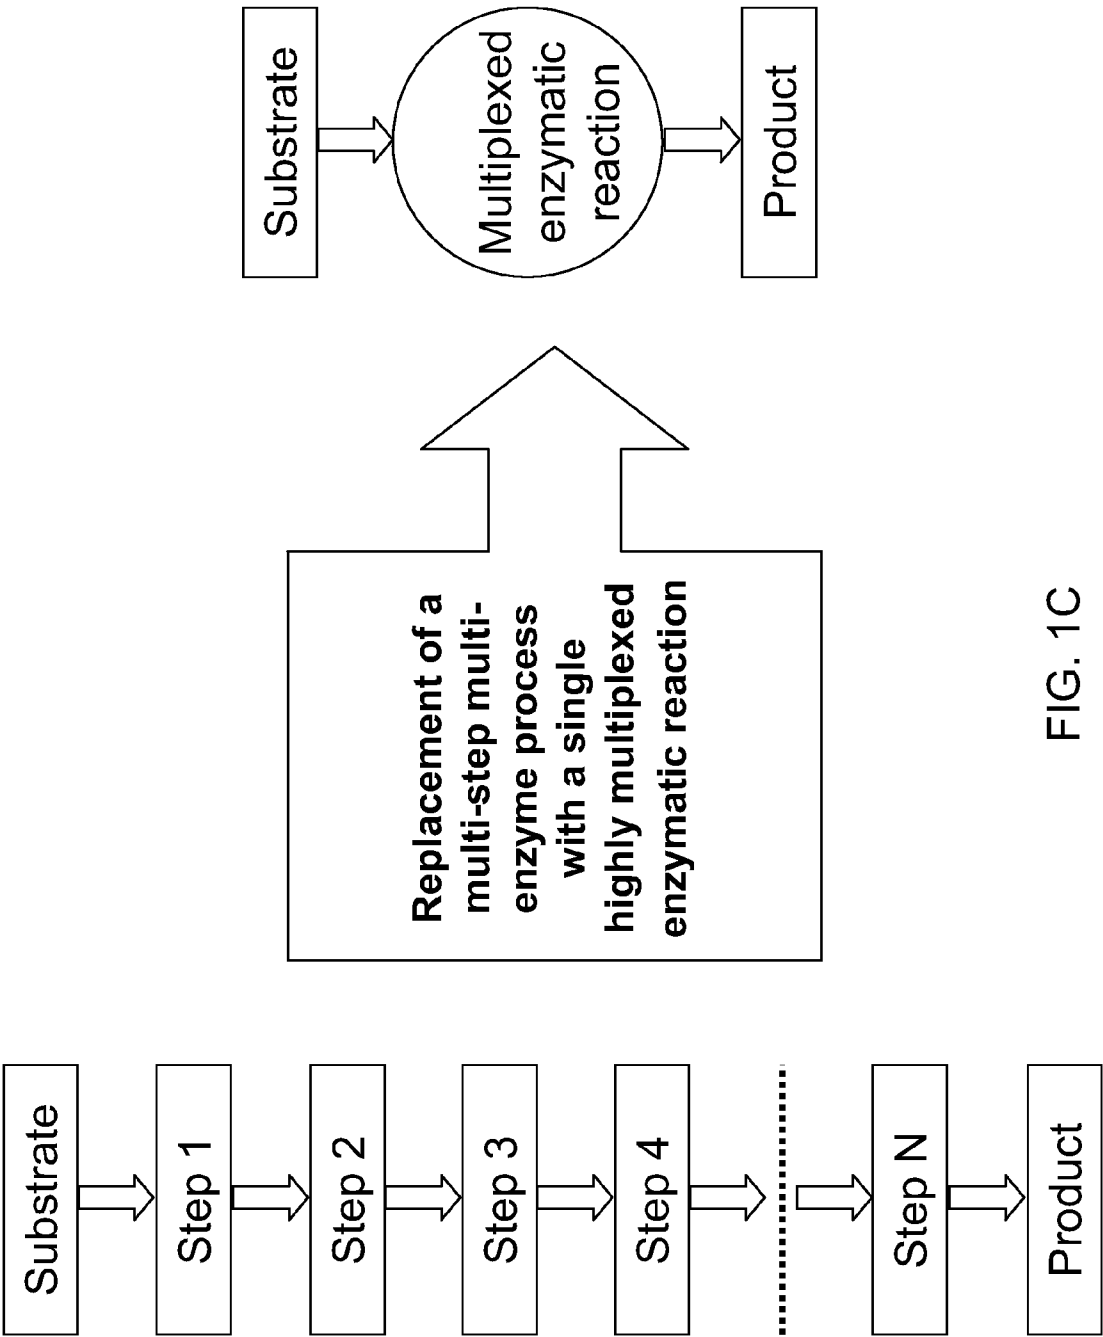 Substrate
Step 1
Step 2
Step 3
Step 4
Step N
Product
Replacement of a
multi-step multi-
enzyme process
with a single
highly multiplexed
enzymatic reaction
Substrate
Multiplexed
enzymatic
reaction
Product
FIG. 1C